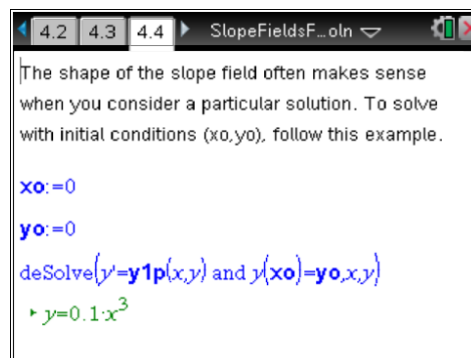 4.2 4.3 4.4 SlopeFieldsF…oln
The shape of the slope field often makes sense
when you consider a particular solution. To solve
with initial conditions (xo,yo), follow this example.
xo:=0
yo:=0
deSolve(y'=y1p(x,y) and y(xo)=yo,x,y)
▸ y=0.1·x³